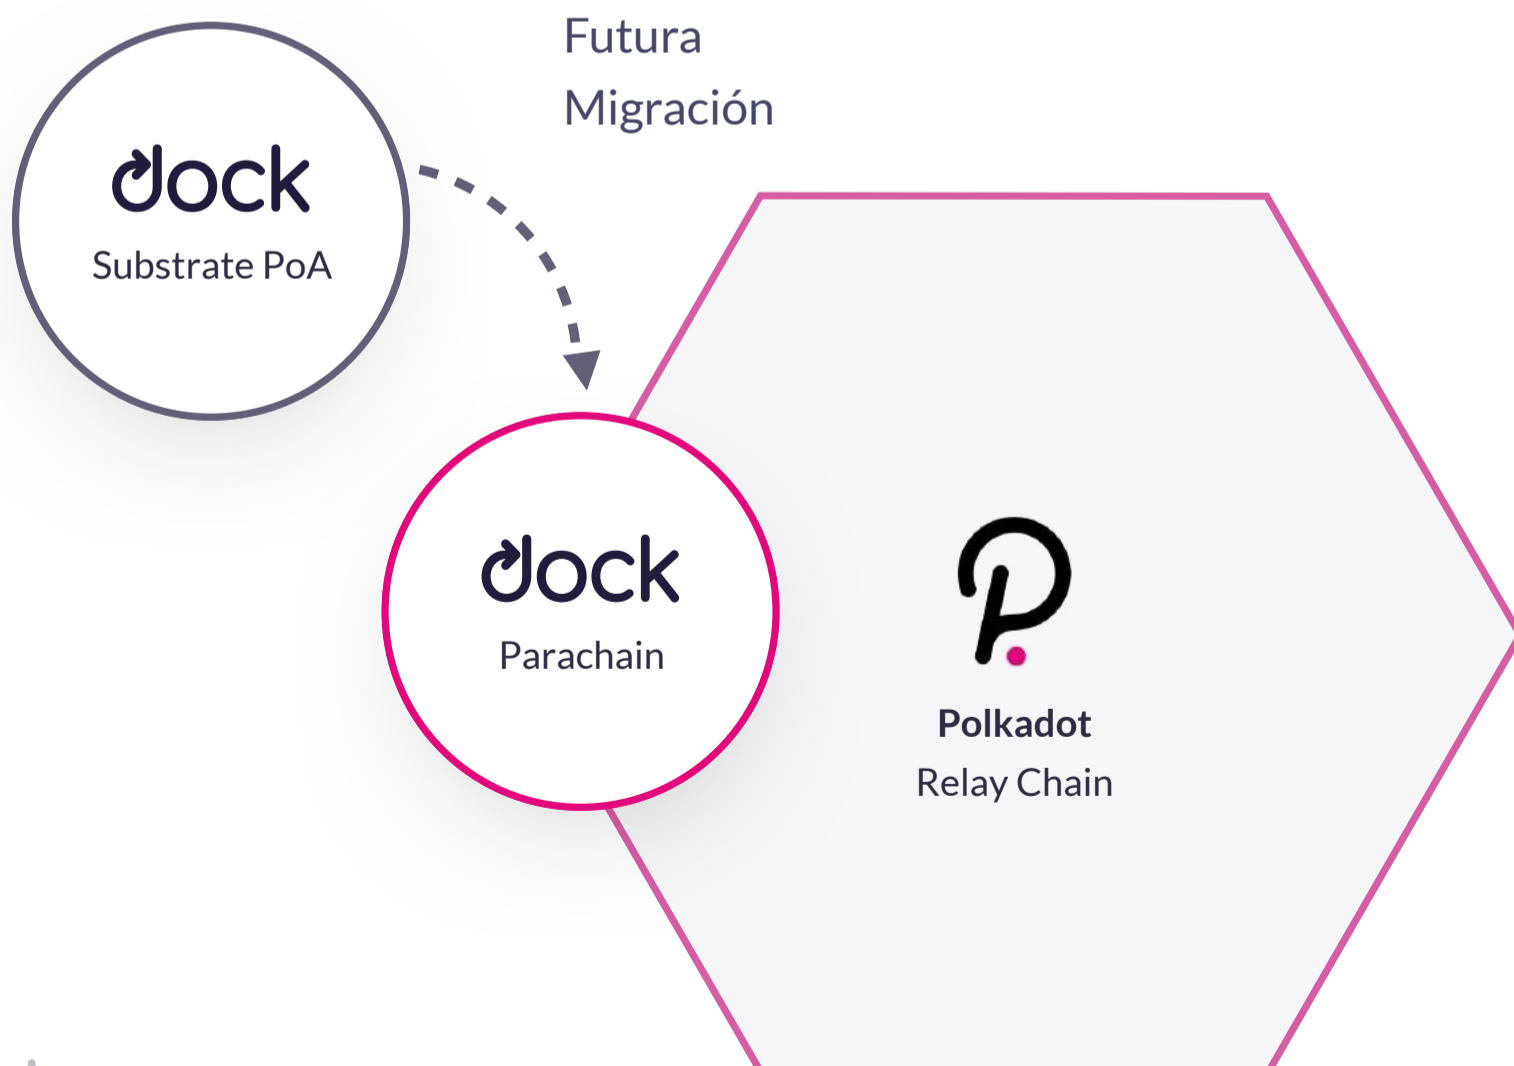 Futura
Migración
dock
Substrate PoA
dock
Parachain
Polkadot
Relay Chain